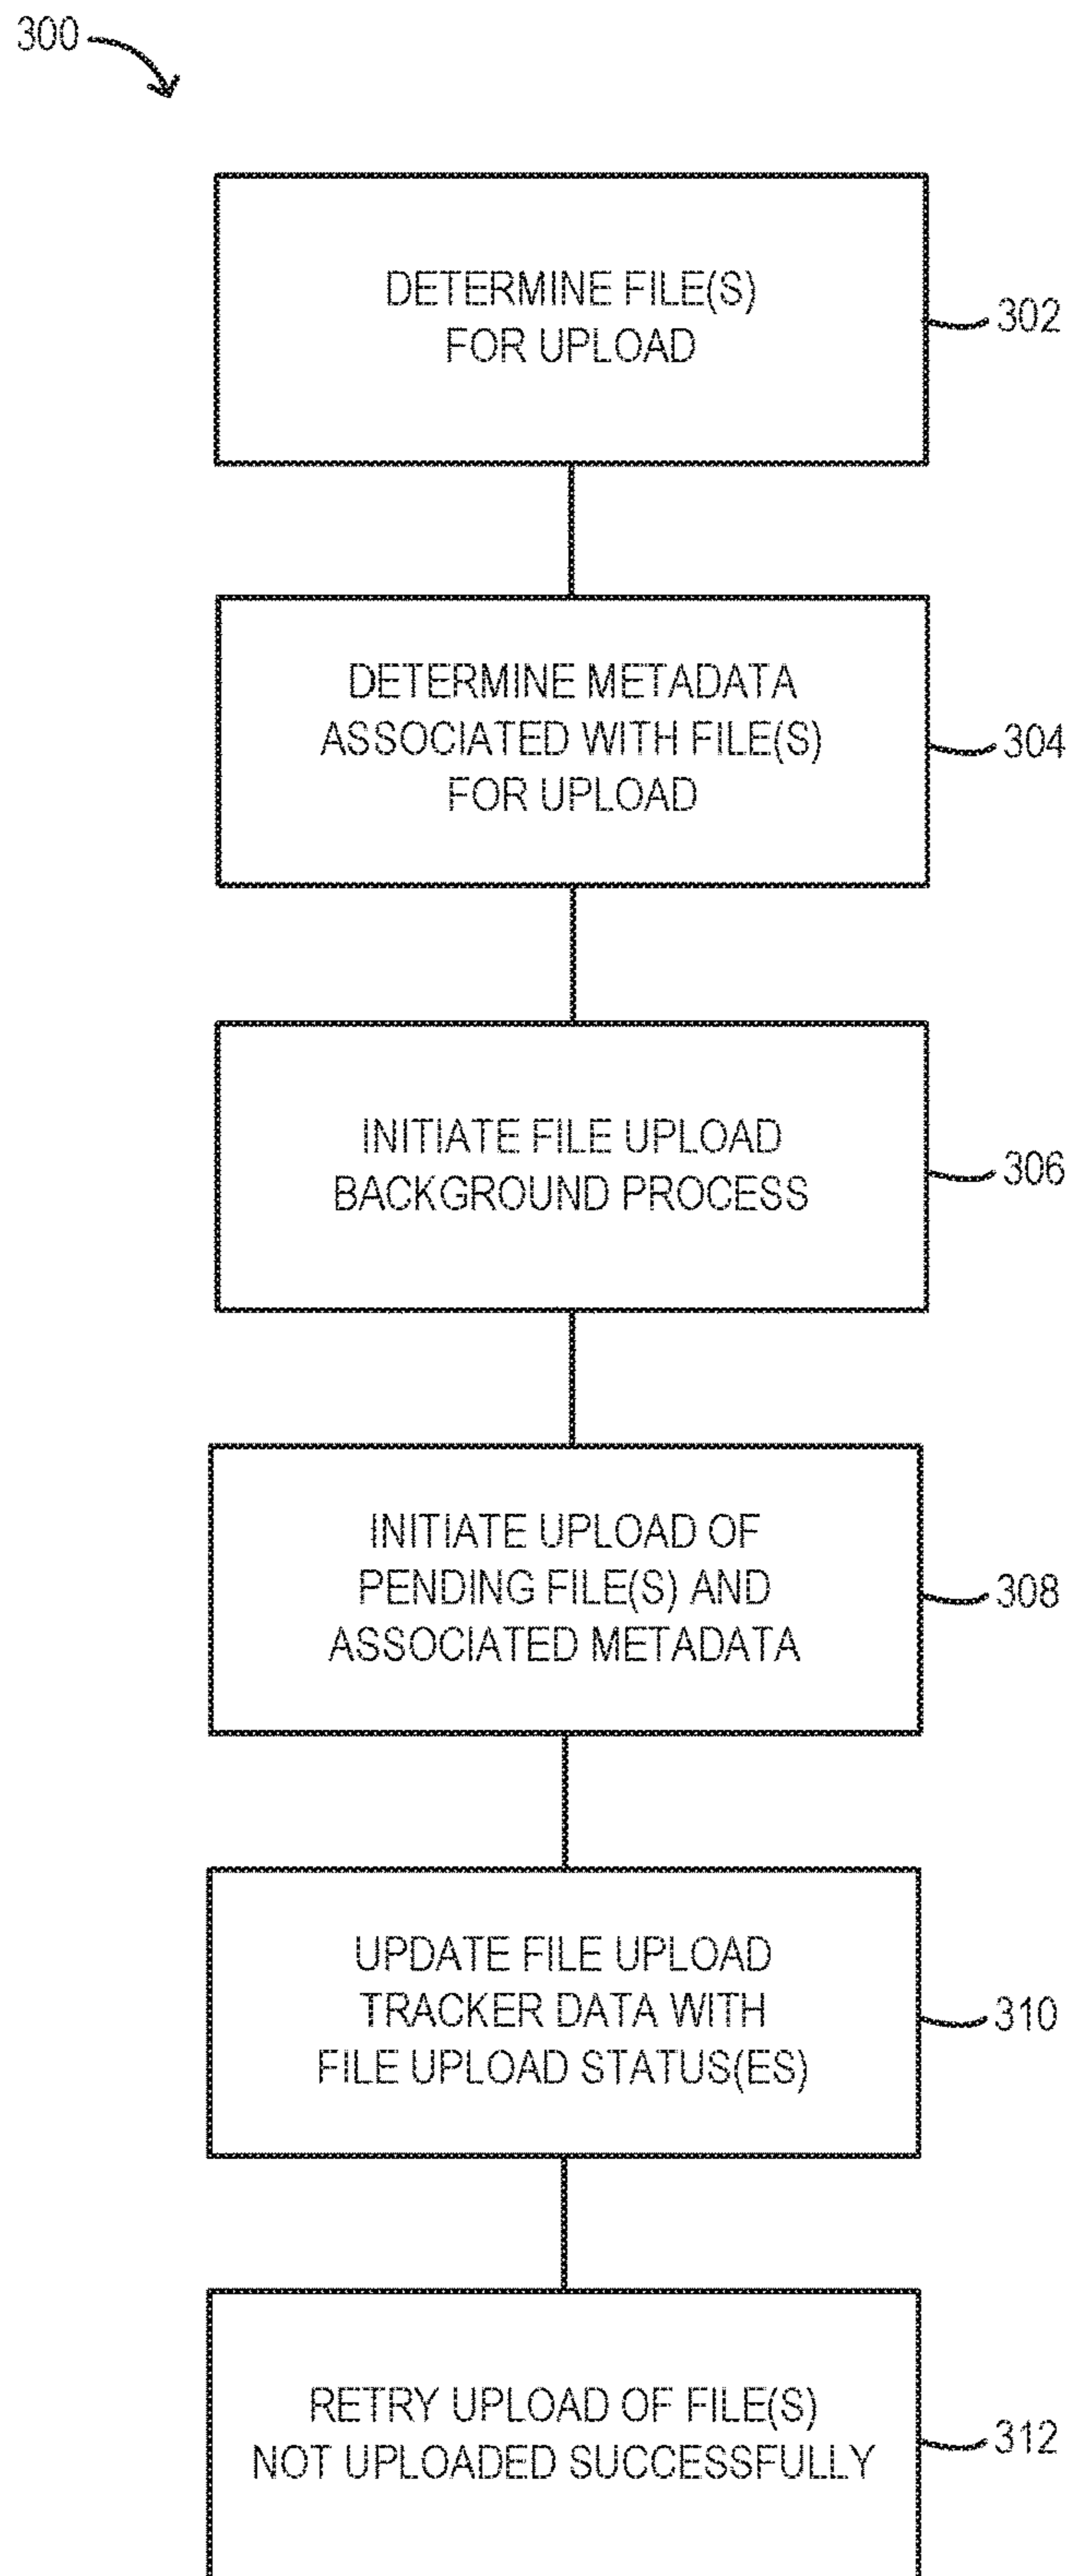 300
DETERMINE FILE(S)
FOR UPLOAD
302
DETERMINE METADATA
ASSOCIATED WITH FILE(S)
FOR UPLOAD
304
INITIATE FILE UPLOAD
BACKGROUND PROCESS
306
INITIATE UPLOAD OF
PENDING FILE(S) AND
ASSOCIATED METADATA
308
UPDATE FILE UPLOAD
TRACKER DATA WITH
FILE UPLOAD STATUS(ES)
310
RETRY UPLOAD OF FILE(S)
NOT UPLOADED SUCCESSFULLY
312